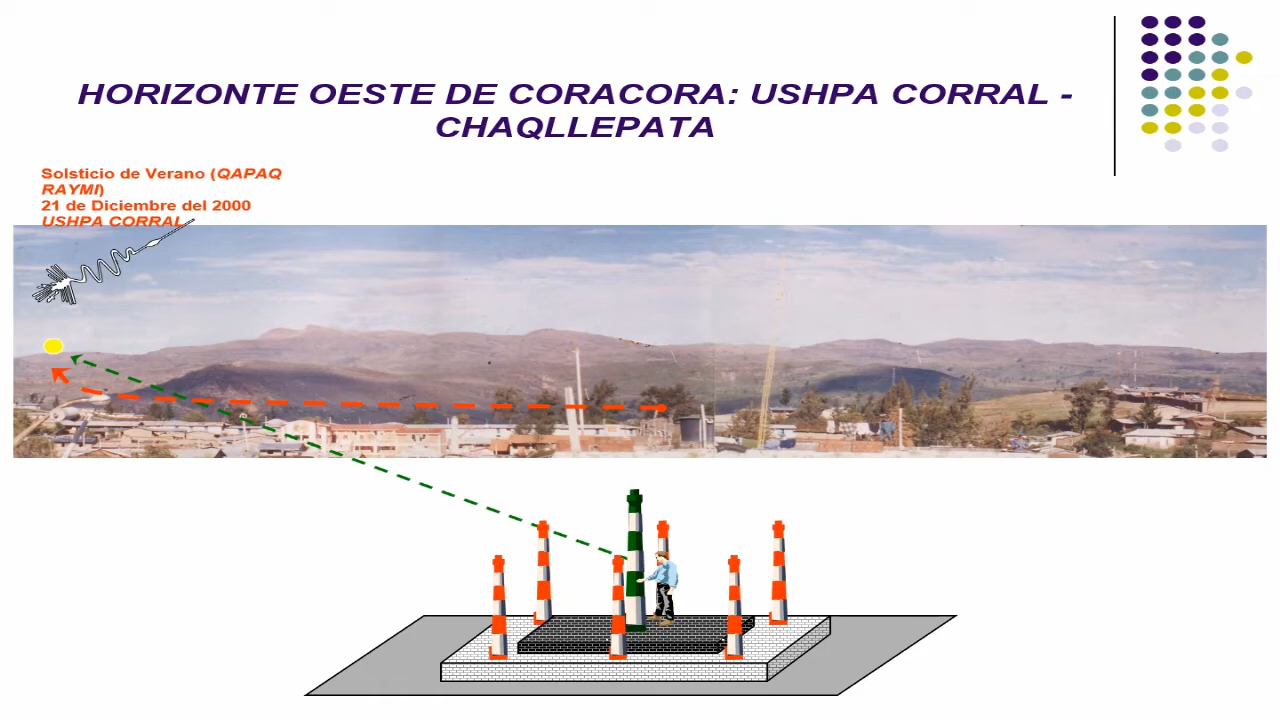 HORIZONTE OESTE DE CORACORA: USHPA CORRAL -
CHAQLLEPATA
Solsticio de Verano (QAPAQ
RAYMI)
21 de Diciembre del 2000
USHPA CORRAL